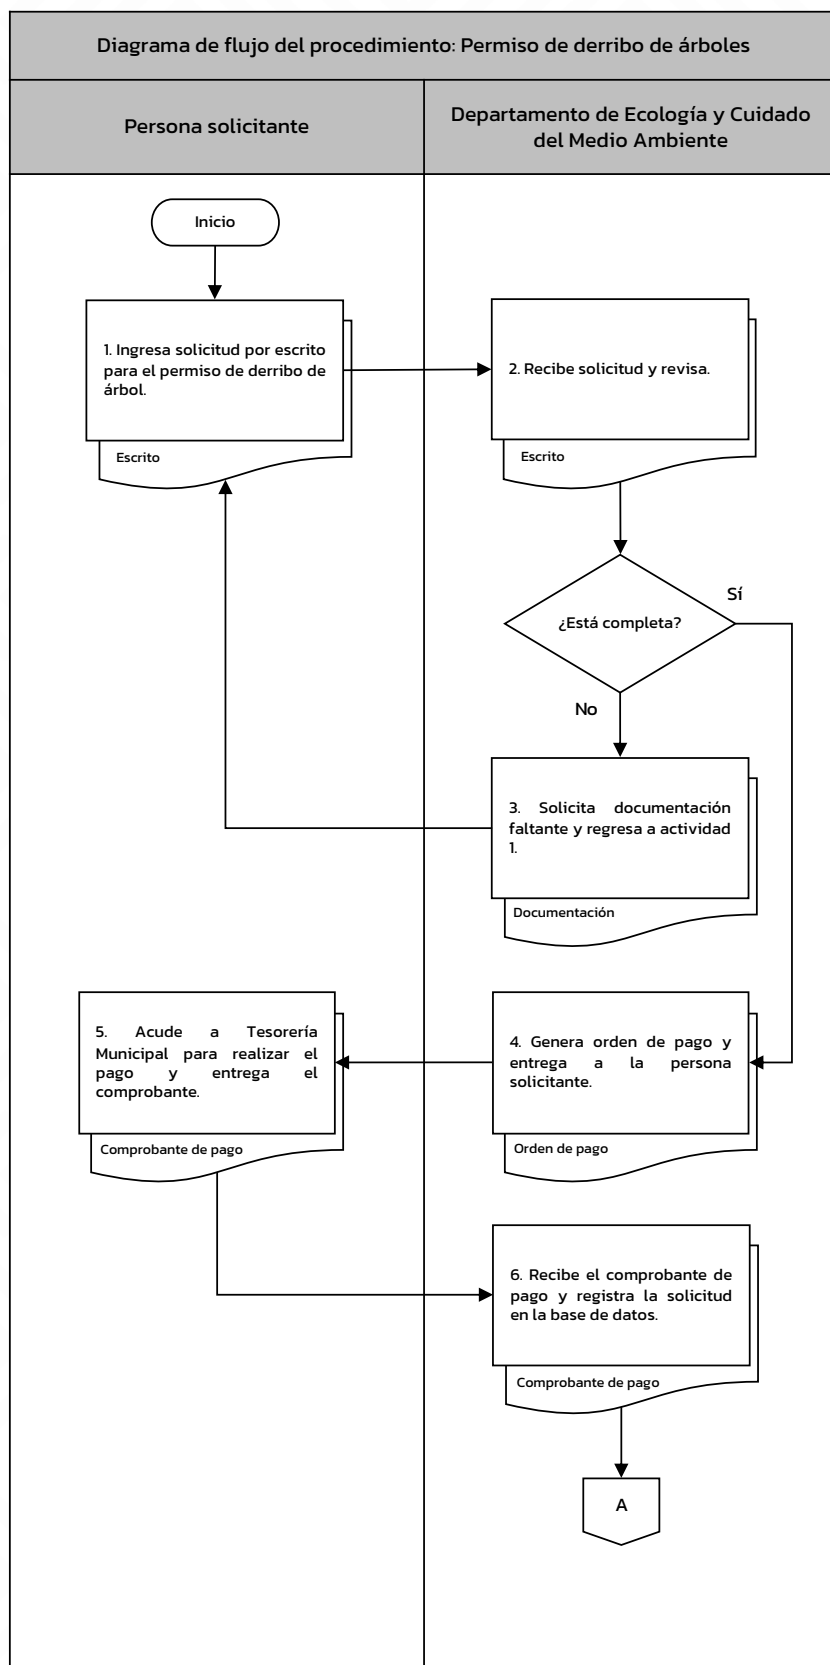 Diagrama de flujo del procedimiento: Permiso de derribo de árboles
Persona solicitante
Departamento de Ecología y Cuidado
del Medio Ambiente
Inicio
1. Ingresa solicitud por escrito
para el permiso de derribo de
árbol.
Escrito
2. Recibe solicitud y revisa.
Escrito
¿Está completa?
Sí
No
3. Solicita documentación
faltante y regresa a actividad
1.
Documentación
4. Genera orden de pago y
entrega a la persona
solicitante.
Orden de pago
5. Acude a Tesorería
Municipal para realizar el
pago y entrega el
comprobante.
Comprobante de pago
6. Recibe el comprobante de
pago y registra la solicitud
en la base de datos.
Comprobante de pago
A